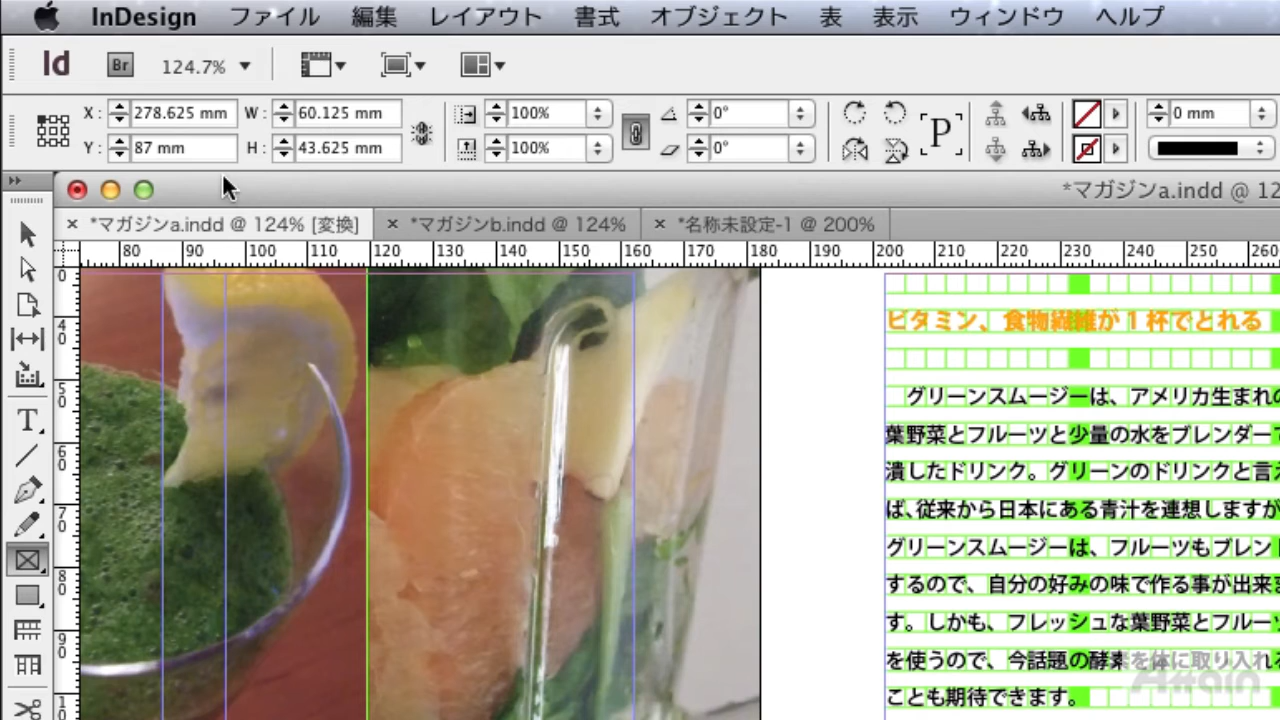 InDesign ファイル 編集 レイアウト 書式 オブジェクト 表 表示 ウィンドウ ヘルプ
Id Br 124.7%
X : 278.625 mm W : 60.125 mm 100% 0° 0 mm
Y : 87 mm H : 43.625 mm 100% 0° P
*マガジンa.indd @ 12
× *マガジンa.indd @ 124% [変換] × *マガジンb.indd @ 124% × *名称未設定-1 @ 200%
80 90 100 110 120 130 140 150 160 170 180 190 200 210 220 230 240 250 26
0
40
50
60
70
80
90
10
ビタミン、食物繊維が 1 杯でとれる
グリーンスムージーは、アメリカ生まれの
葉野菜とフルーツと少量の水をブレンダーで
潰したドリンク。グリーンのドリンクと言え
ば、従来から日本にある青汁を連想しますが
グリーンスムージーは、フルーツもブレンド
するので、自分の好みの味で作る事が出来ま
す。しかも、フレッシュな葉野菜とフルーツ
を使うので、今話題の酵素を体に取り入れる
ことも期待できます。
Attain